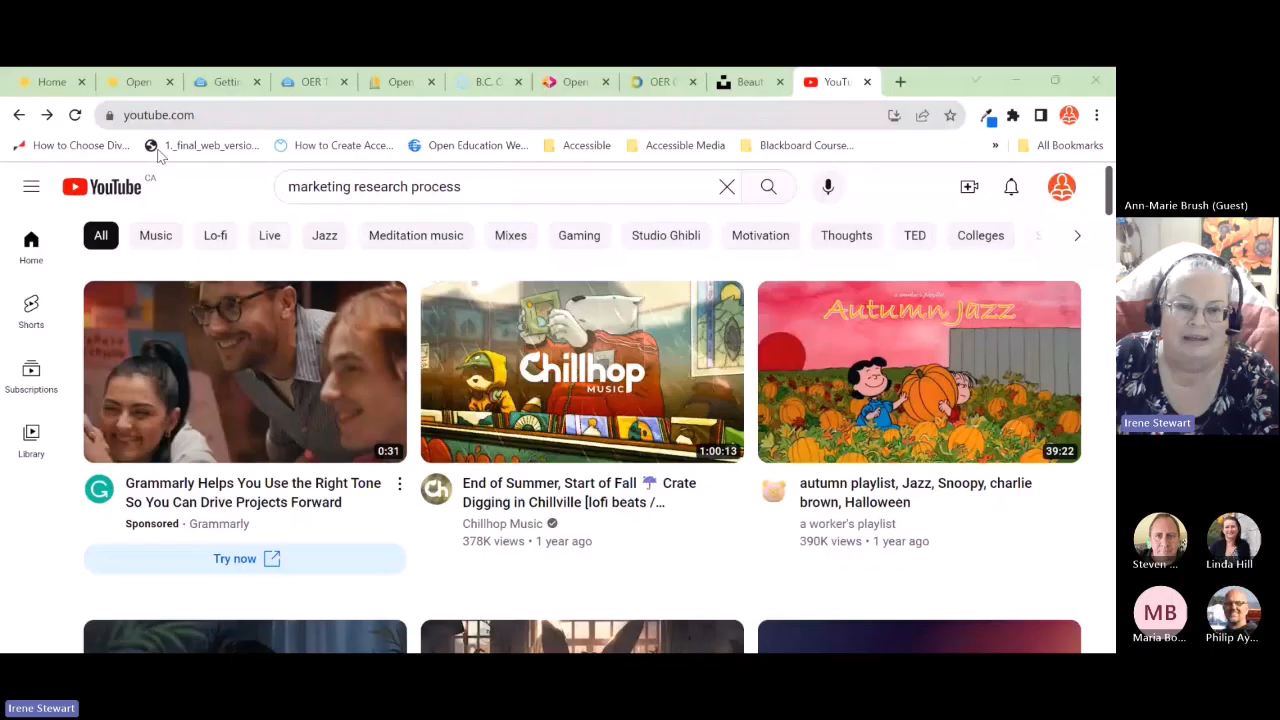 Home
Open
Gettin
OER T
Open
B.C. C
Open
OER C
Beaut
YouTu
youtube.com
How to Choose Div...
1._final_web_versio...
How to Create Acce...
Open Education We...
Accessible
Accessible Media
Blackboard Course...
»
All Bookmarks
YouTube CA
marketing research process
All
Music
Lo-fi
Live
Jazz
Meditation music
Mixes
Gaming
Studio Ghibli
Motivation
Thoughts
TED
Colleges
Home
Shorts
Subscriptions
Library
0:31
Chillhop
MUSIC
1:00:13
a worker's playlist
Autumn Jazz
39:22
Grammarly Helps You Use the Right Tone
So You Can Drive Projects Forward
Sponsored • Grammarly
Try now
Ch
End of Summer, Start of Fall ☂ Crate
Digging in Chillville [lofi beats /...
Chillhop Music
378K views • 1 year ago
autumn playlist, Jazz, Snoopy, charlie
brown, Halloween
a worker's playlist
390K views • 1 year ago
Ann-Marie Brush (Guest)
Irene Stewart
Steven ...
Linda Hill
MB
Maria Bo...
Philip Ay...
Irene Stewart